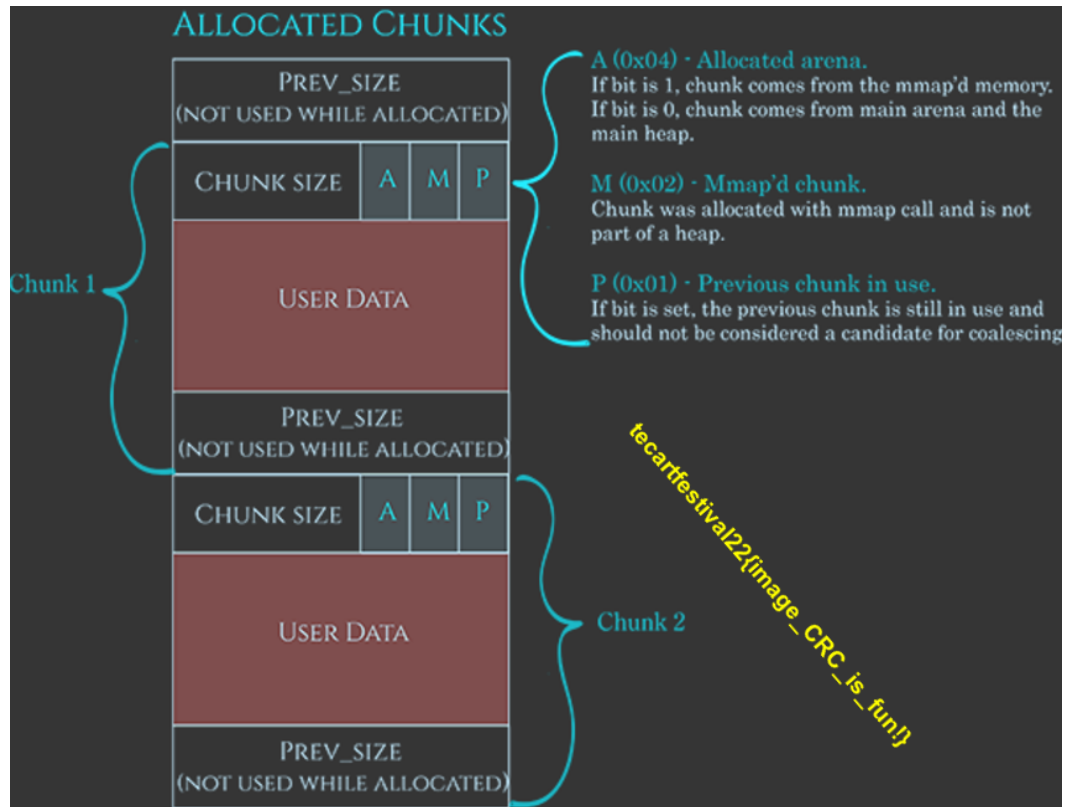 ALLOCATED CHUNKS
PREV_SIZE
(NOT USED WHILE ALLOCATED)
CHUNK SIZE A M P
USER DATA
PREV_SIZE
(NOT USED WHILE ALLOCATED)
CHUNK SIZE A M P
USER DATA
PREV_SIZE
(NOT USED WHILE ALLOCATED)
Chunk 1
Chunk 2
A (0x04) - Allocated arena.
If bit is 1, chunk comes from the mmap'd memory.
If bit is 0, chunk comes from main arena and the
main heap.
M (0x02) - Mmap'd chunk.
Chunk was allocated with mmap call and is not
part of a heap.
P (0x01) - Previous chunk in use.
If bit is set, the previous chunk is still in use and
should not be considered a candidate for coalescing
tecartfestival22{image_CRC_is_fun!}